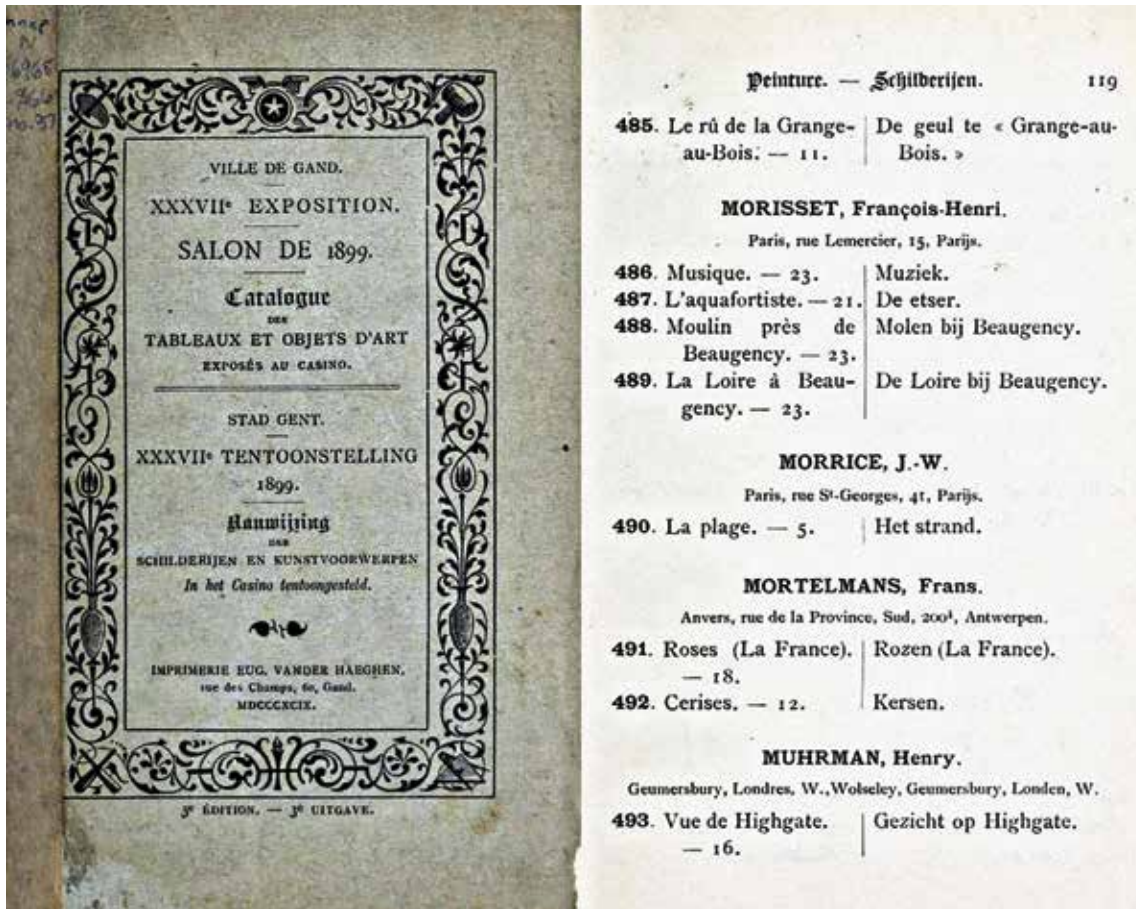 VILLE DE GAND.
XXXVIIe EXPOSITION.
SALON DE 1899.
Catalogue
DES
TABLEAUX ET OBJETS D'ART
EXPOSÉS AU CASINO.
STAD GENT.
XXXVIIe TENTOONSTELLING
1899.
Aanwijzing
DER
SCHILDERIJEN EN KUNSTVOORWERPEN
In het Casino tentoongesteld.
IMPRIMERIE EUG. VANDER HAEGHEN,
rue des Champs, 60, Gand.
MDCCCXCIX.
3e ÉDITION. — 3e UITGAVE.
Peinture. — Schilderijen. 119
485. Le rû de la Grange- De geul te « Grange-au-
au-Bois. — 11. Bois. »
MORISSET, François-Henri.
Paris, rue Lemercier, 15, Parijs.
486. Musique. — 23. Muziek.
487. L'aquafortiste. — 21. De etser.
488. Moulin près de Molen bij Beaugency.
Beaugency. — 23.
489. La Loire à Beau- De Loire bij Beaugency.
gency. — 23.
MORRICE, J.-W.
Paris, rue St-Georges, 41, Parijs.
490. La plage. — 5. Het strand.
MORTELMANS, Frans.
Anvers, rue de la Province, Sud, Antwerpen.
491. Roses (La France). Rozen (La France).
— 18.
492. Cerises. — 12. Kersen.
MUHRMAN, Henry.
Geumersbury, Londres, W., Wolseley, Geumersbury, Londen, W.
493. Vue de Highgate. Gezicht op Highgate.
— 16.